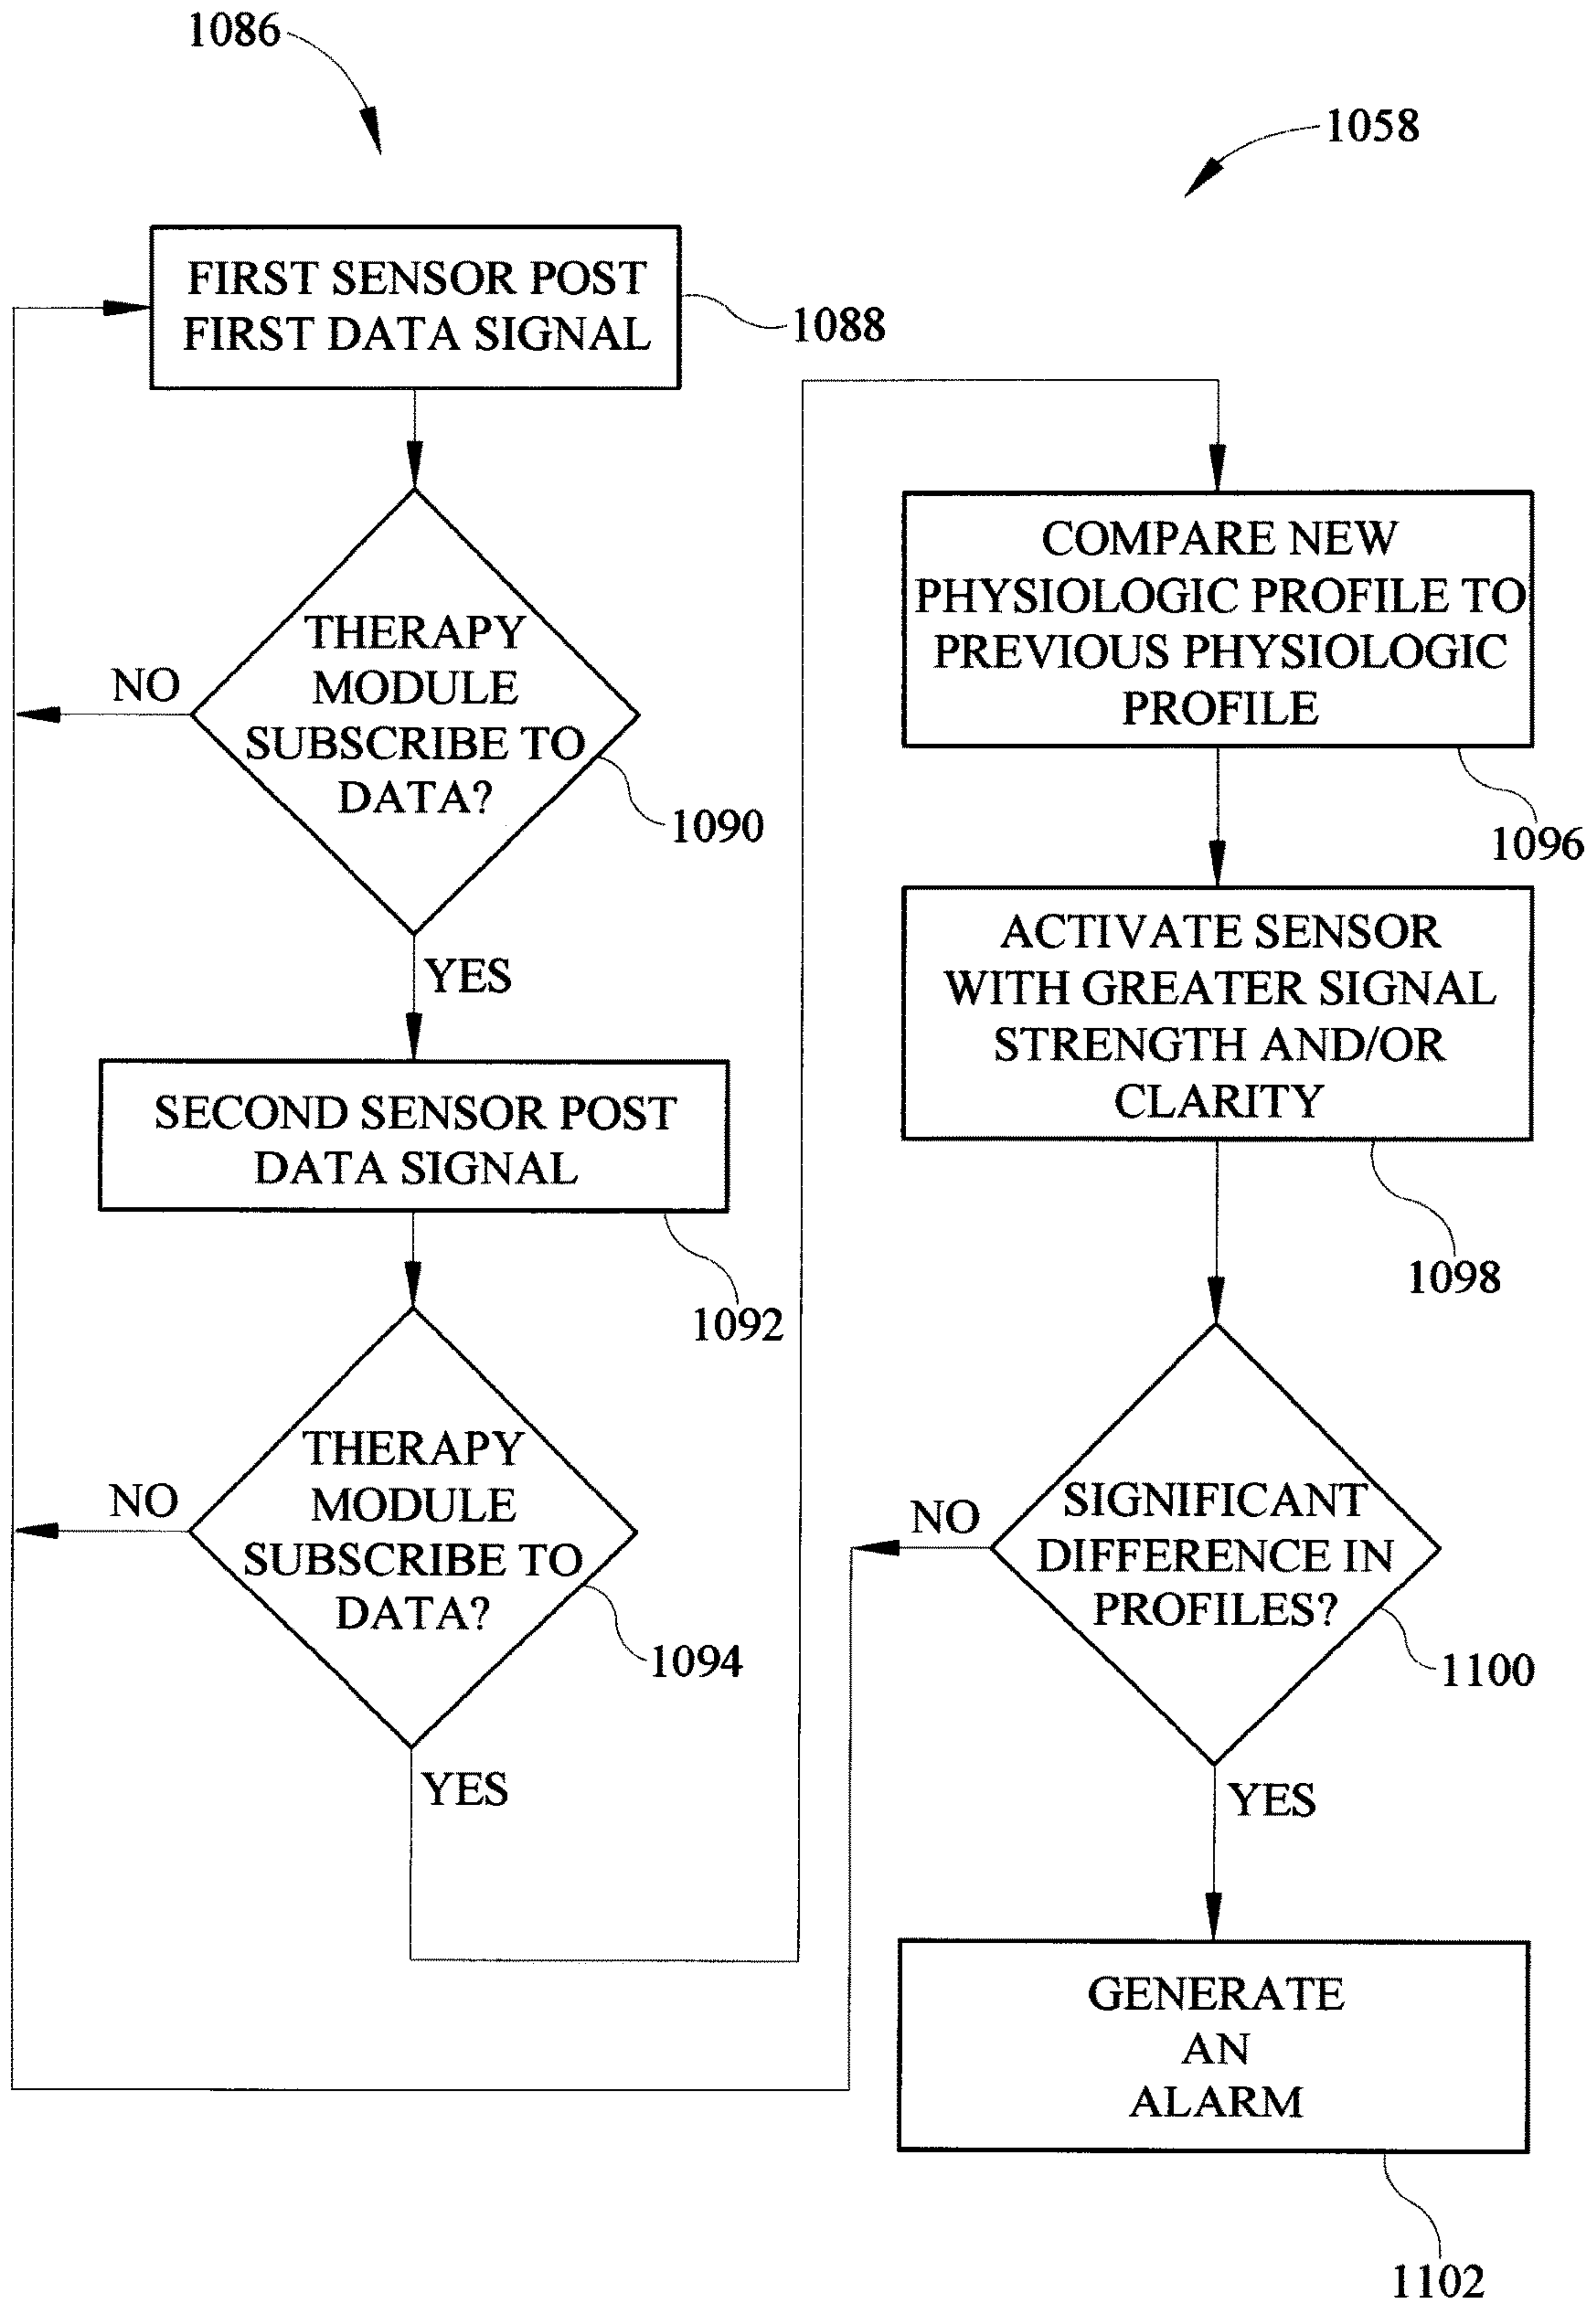 1086
1058
FIRST SENSOR POST
FIRST DATA SIGNAL
1088
THERAPY
MODULE
SUBSCRIBE TO
DATA?
NO
1090
YES
SECOND SENSOR POST
DATA SIGNAL
1092
THERAPY
MODULE
SUBSCRIBE TO
DATA?
NO
1094
YES
COMPARE NEW
PHYSIOLOGIC PROFILE TO
PREVIOUS PHYSIOLOGIC
PROFILE
1096
ACTIVATE SENSOR
WITH GREATER SIGNAL
STRENGTH AND/OR
CLARITY
1098
NO
SIGNIFICANT
DIFFERENCE IN
PROFILES?
1100
YES
GENERATE
AN
ALARM
1102